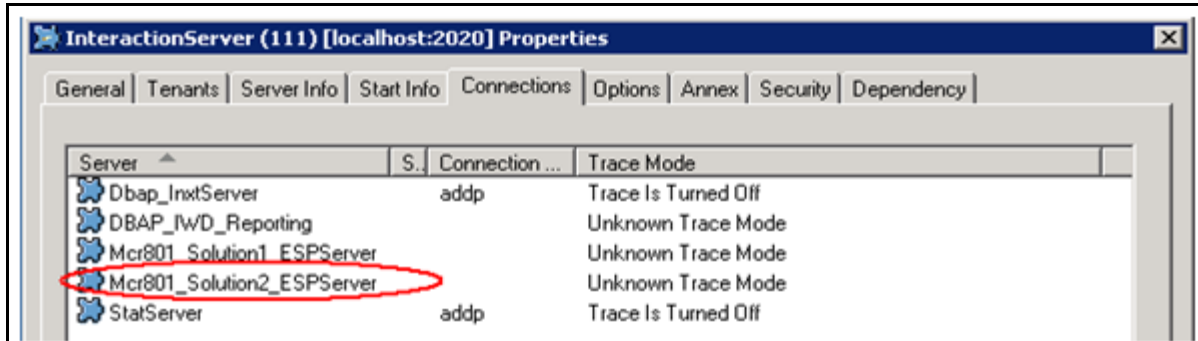 InteractionServer (111) [localhost:2020] Properties
General Tenants Server Info Start Info Connections Options Annex Security Dependency
Server S.. Connection ... Trace Mode
Dbap_InxtServer addp Trace Is Turned Off
DBAP_IWD_Reporting Unknown Trace Mode
Mcr801_Solution1_ESPServer Unknown Trace Mode
Mcr801_Solution2_ESPServer Unknown Trace Mode
StatServer addp Trace Is Turned Off